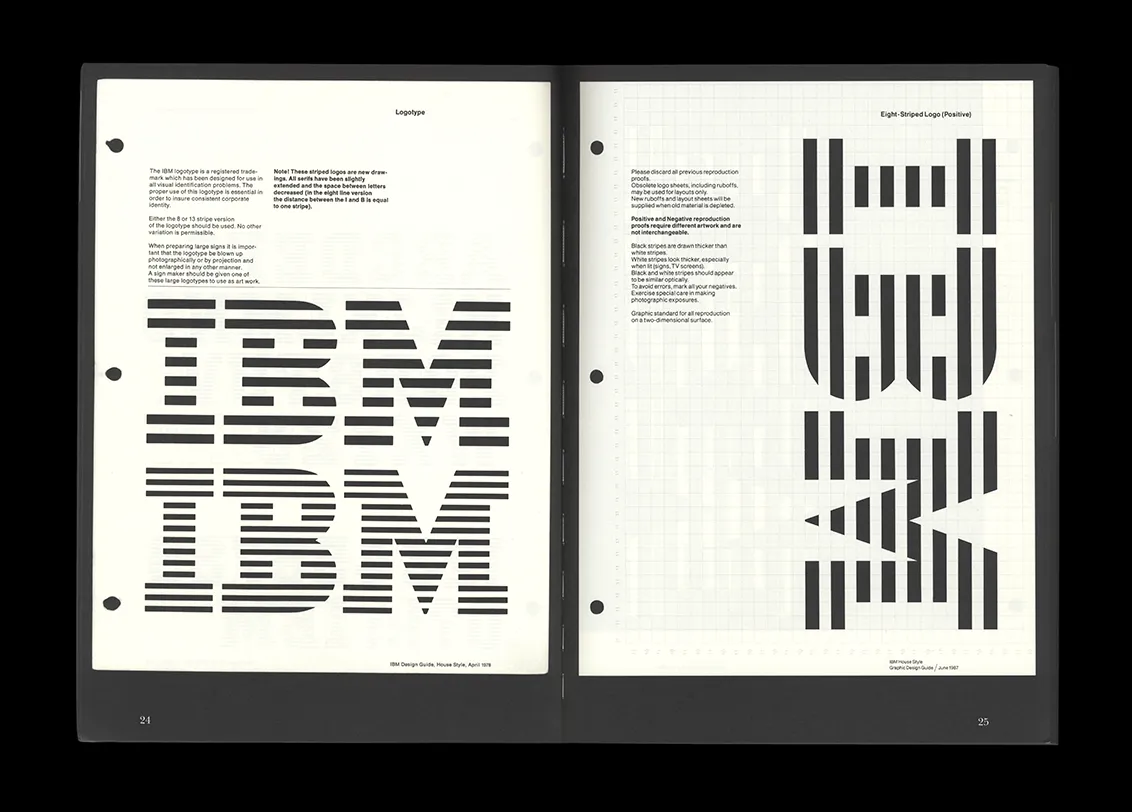 Logotype
The IBM logotype is a registered trade-
mark which has been designed for use in
all visual identification problems. The
proper use of this logotype is essential in
order to insure consistent corporate
identity.
Either the 8 or 13 stripe version
of the logotype should be used. No other
variation is permissible.
When preparing large signs it is impor-
tant that the logotype be blown up
photographically or by projection and
not enlarged in any other manner.
A sign maker should be given one of
these large logotypes to use as art work.
Note! These striped logos are new draw-
ings. All serifs have been slightly
extended and the space between letters
decreased (in the eight line version
the distance between the I and B is equal
to one stripe).
IBM
IBM
IBM Design Guide, House Style, April 1978
24
Eight-Striped Logo (Positive)
Please discard all previous reproduction
proofs.
Obsolete logo sheets, including ruboffs,
may be used for layouts only.
New ruboffs and layout sheets will be
supplied when old material is depleted.
Positive and Negative reproduction
proofs require different artwork and are
not interchangeable.
Black stripes are drawn thicker than
white stripes.
White stripes look thicker, especially
when lit (signs, TV screens).
Black and white stripes should appear
to be similar optically.
To avoid errors, mark all your negatives.
Exercise special care in making
photographic exposures.
Graphic standard for all reproduction
on a two-dimensional surface.
IBM
IBM House Style
Graphic Design Guide / June 1987
25